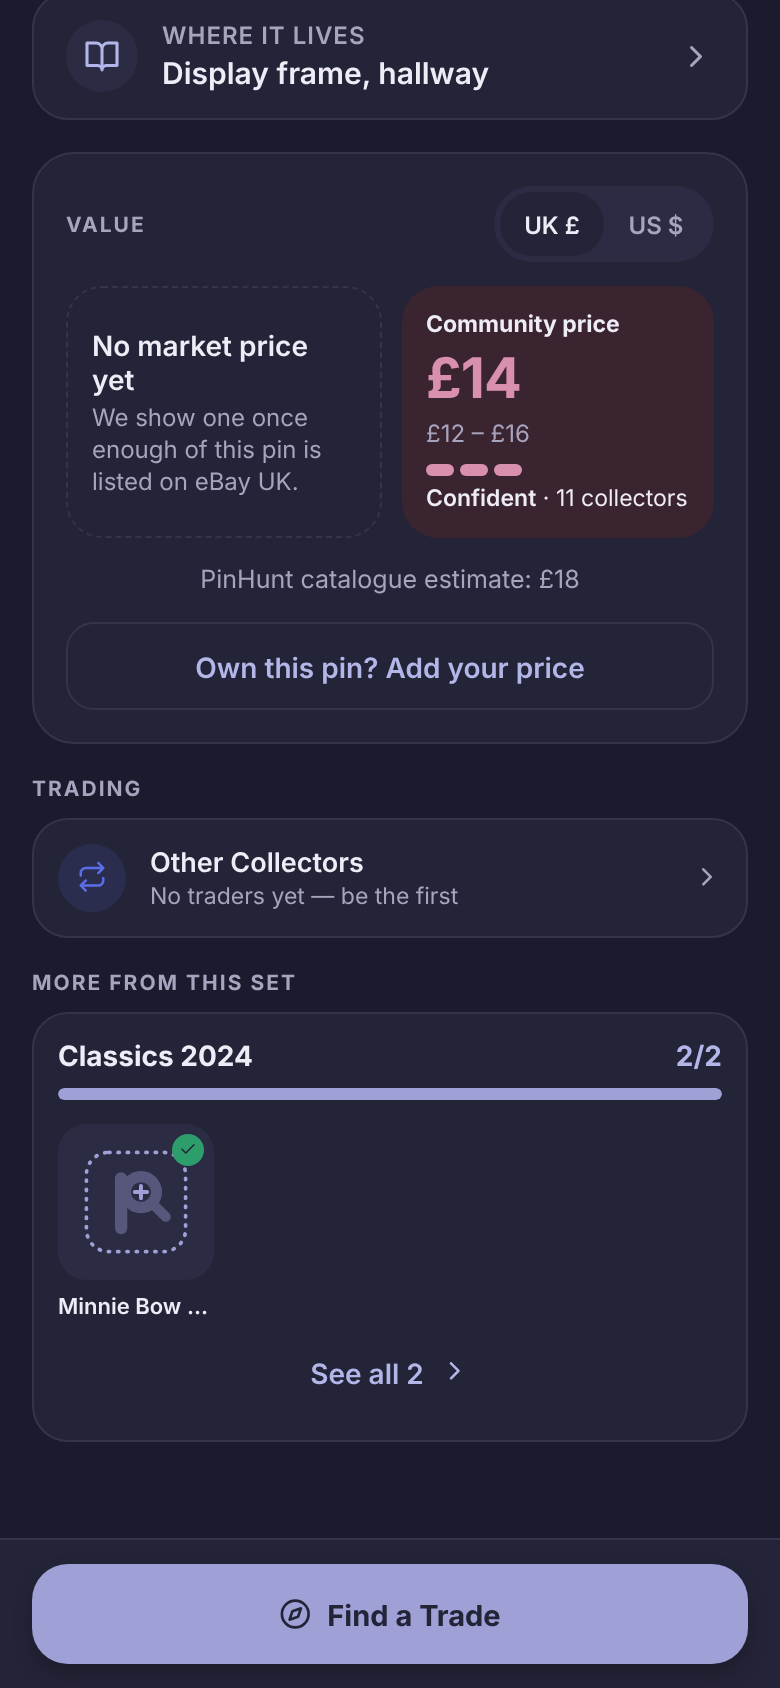 WHERE IT LIVES
Display frame, hallway
VALUE
UK £
US $
No market price
yet
We show one once
enough of this pin is
listed on eBay UK.
Community price
£14
£12 – £16
Confident · 11 collectors
PinHunt catalogue estimate: £18
Own this pin? Add your price
TRADING
Other Collectors
No traders yet — be the first
MORE FROM THIS SET
Classics 2024
2/2
Minnie Bow ...
See all 2
Find a Trade